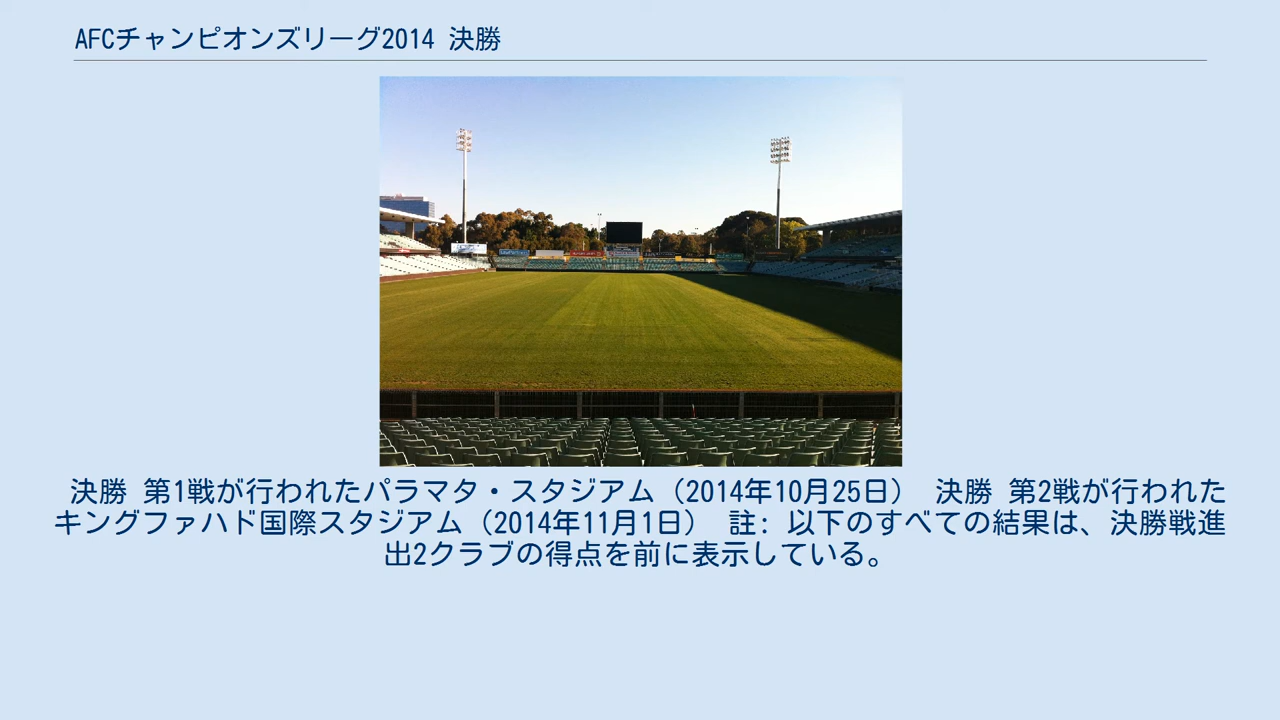 AFCチャンピオンズリーグ2014 決勝
決勝 第1戦が行われたパラマタ・スタジアム（2014年10月25日） 決勝 第2戦が行われた
キングファハド国際スタジアム（2014年11月1日） 註: 以下のすべての結果は、決勝戦進
出2クラブの得点を前に表示している。